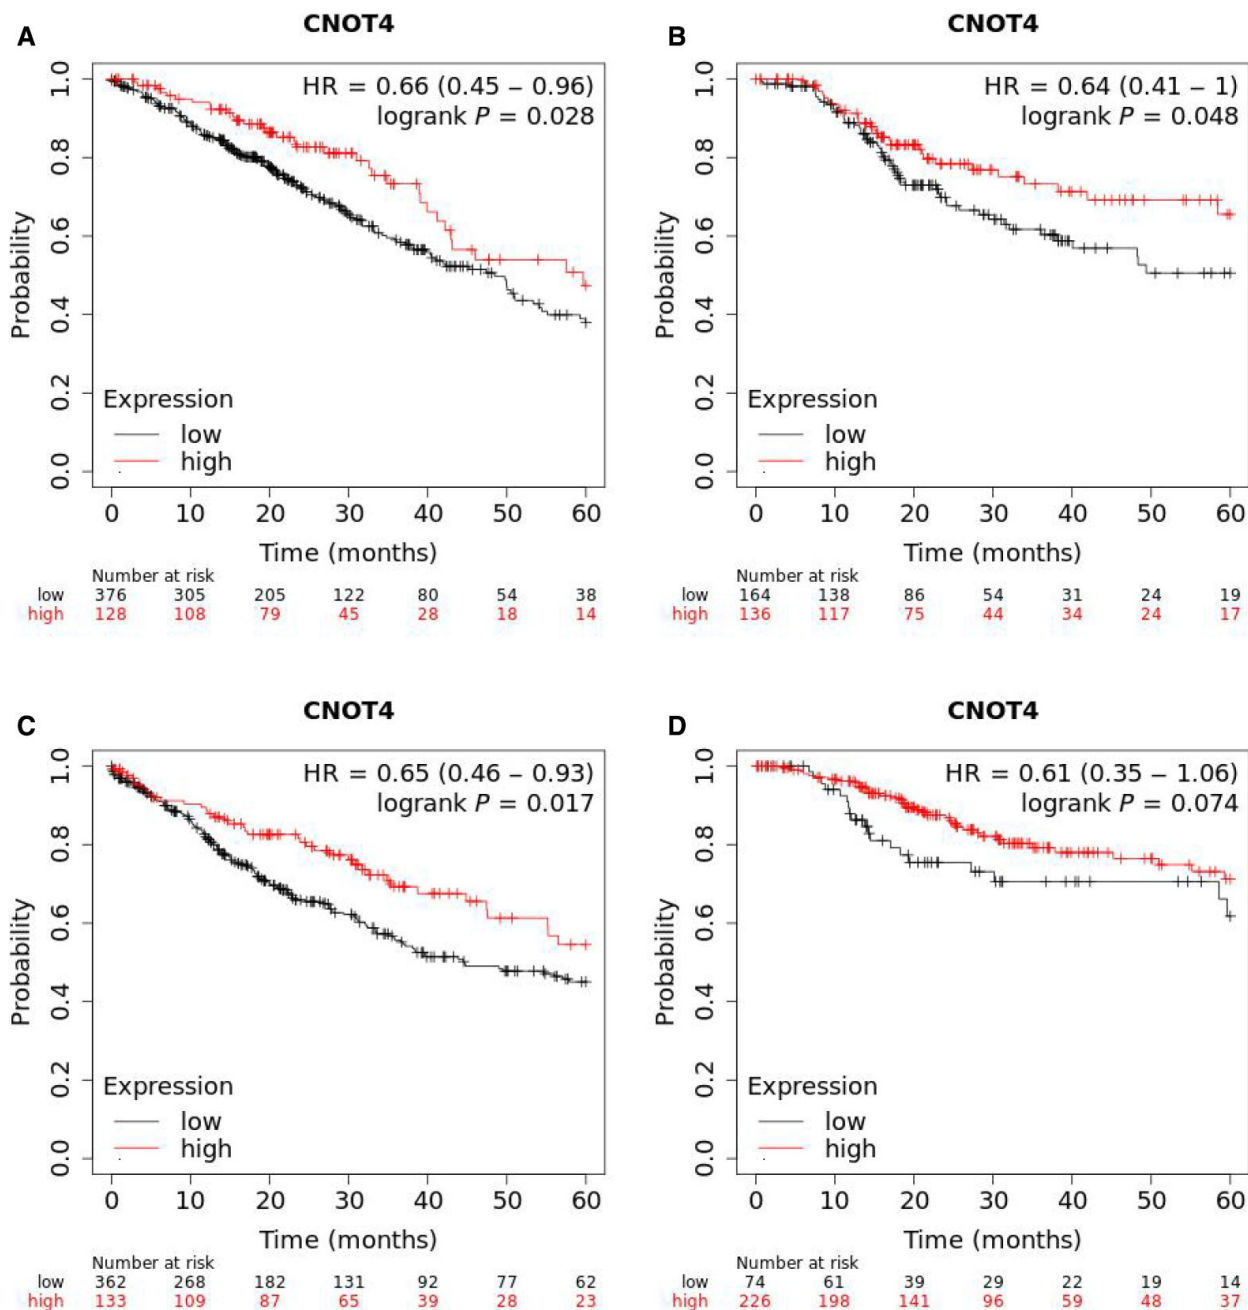 A
CNOT4
HR = 0.66 (0.45 – 0.96)
logrank P = 0.028
Probability
1.0
0.8
0.6
0.4
0.2
0.0
Expression
low
high
0 10 20 30 40 50 60
Time (months)
Number at risk
low 376 305 205 122 80 54 38
high 128 108 79 45 28 18 14
B
CNOT4
HR = 0.64 (0.41 – 1)
logrank P = 0.048
Probability
1.0
0.8
0.6
0.4
0.2
0.0
Expression
low
high
0 10 20 30 40 50 60
Time (months)
Number at risk
low 164 138 86 54 31 24 19
high 136 117 75 44 34 24 17
C
CNOT4
HR = 0.65 (0.46 – 0.93)
logrank P = 0.017
Probability
1.0
0.8
0.6
0.4
0.2
0.0
Expression
low
high
0 10 20 30 40 50 60
Time (months)
Number at risk
low 362 268 182 131 92 77 62
high 133 109 87 65 39 28 23
D
CNOT4
HR = 0.61 (0.35 – 1.06)
logrank P = 0.074
Probability
1.0
0.8
0.6
0.4
0.2
0.0
Expression
low
high
0 10 20 30 40 50 60
Time (months)
Number at risk
low 74 61 39 29 22 19 14
high 226 198 141 96 59 48 37